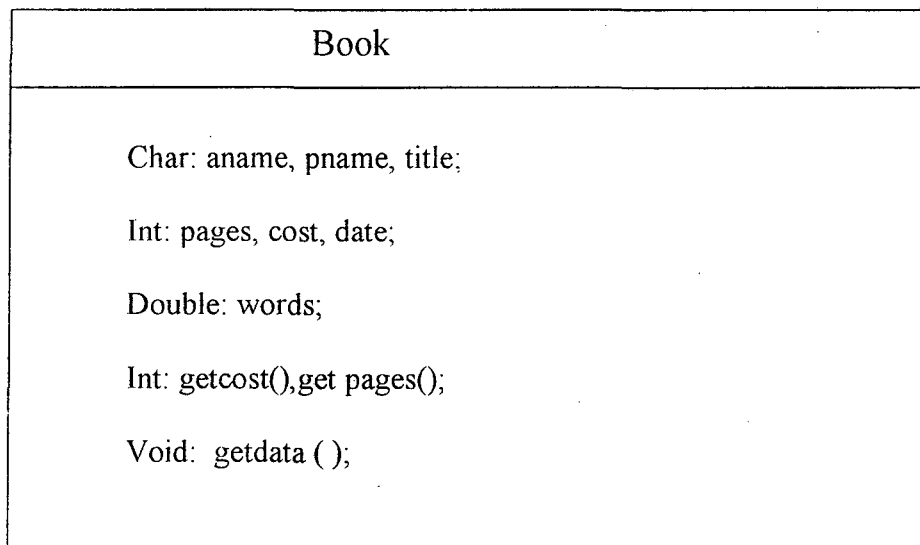 Book
Char: aname, pname, title;
Int: pages, cost, date;
Double: words;
Int: getcost(),get pages();
Void: getdata ( );